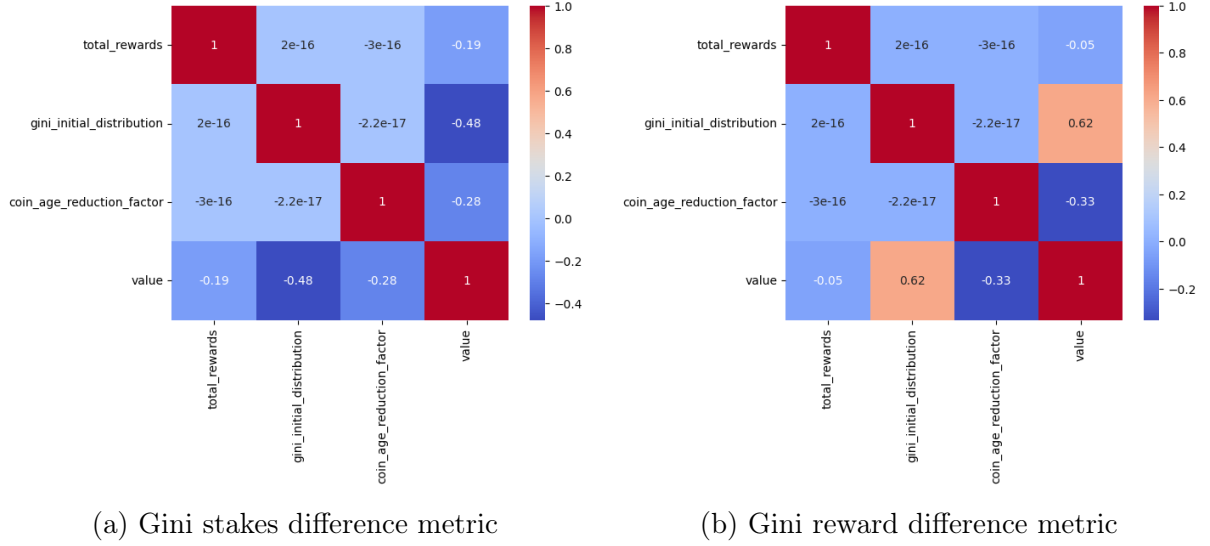 total_rewards 1 2e-16 -3e-16 -0.19
gini_initial_distribution 2e-16 1 -2.2e-17 -0.48
coin_age_reduction_factor -3e-16 -2.2e-17 1 -0.28
value -0.19 -0.48 -0.28 1
total_rewards
gini_initial_distribution
coin_age_reduction_factor
value
1.0
0.8
0.6
0.4
0.2
0.0
−0.2
−0.4
(a) Gini stakes difference metric
total_rewards 1 2e-16 -3e-16 -0.05
gini_initial_distribution 2e-16 1 -2.2e-17 0.62
coin_age_reduction_factor -3e-16 -2.2e-17 1 -0.33
value -0.05 0.62 -0.33 1
total_rewards
gini_initial_distribution
coin_age_reduction_factor
value
1.0
0.8
0.6
0.4
0.2
0.0
−0.2
(b) Gini reward difference metric